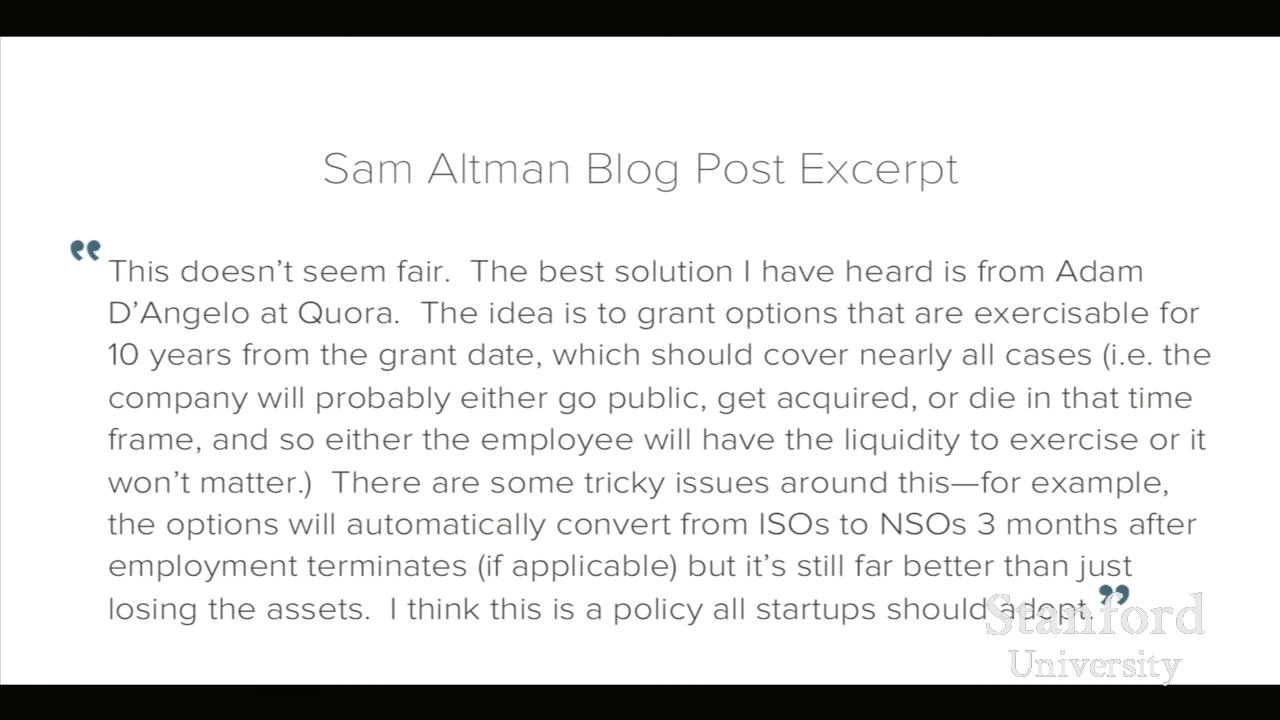 Sam Altman Blog Post Excerpt
“This doesn’t seem fair.  The best solution I have heard is from Adam
D’Angelo at Quora.  The idea is to grant options that are exercisable for
10 years from the grant date, which should cover nearly all cases (i.e. the
company will probably either go public, get acquired, or die in that time
frame, and so either the employee will have the liquidity to exercise or it
won’t matter.)  There are some tricky issues around this—for example,
the options will automatically convert from ISOs to NSOs 3 months after
employment terminates (if applicable) but it’s still far better than just
losing the assets.  I think this is a policy all startups should adopt.”
Stanford
University